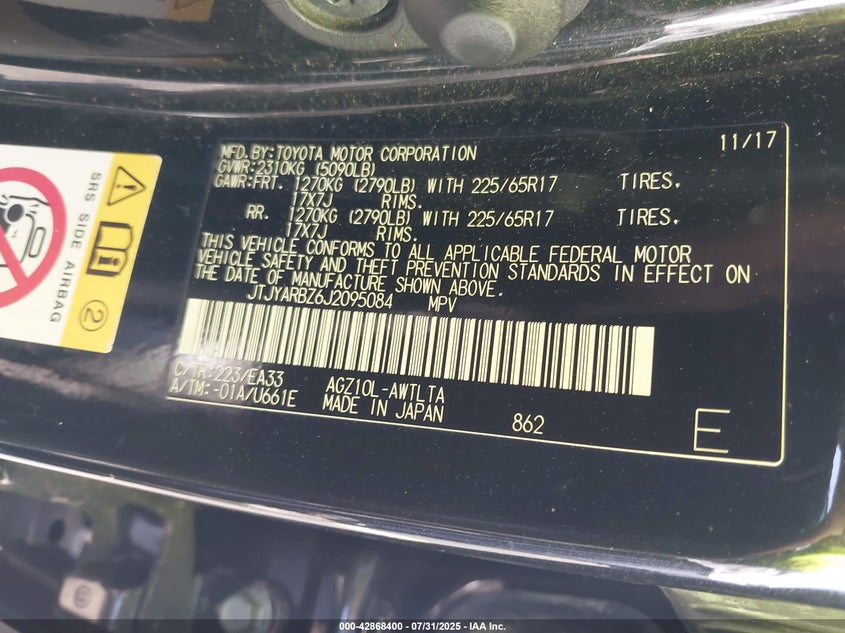 MFD.BY:TOYOTA MOTOR CORPORATION 11/17
GVWR:2310KG (5090LB)
GAWR:FRT. 1270KG (2790LB) WITH 225/65R17 TIRES.
17X7J RIMS.
RR. 1270KG (2790LB) WITH 225/65R17 TIRES.
17X7J RIMS.
THIS VEHICLE CONFORMS TO ALL APPLICABLE FEDERAL MOTOR
VEHICLE SAFETY AND THEFT PREVENTION STANDARDS IN EFFECT ON
THE DATE OF MANUFACTURE SHOWN ABOVE.
JTJYARBZ6J2095084 MPV
C/TR:223/EA33 AGZ10L-AWTLTA
A/TM:-01A/U661E MADE IN JAPAN 862 E
SRS SIDE AIRBAG
2
000-42868400 - 07/31/2025 - IAA Inc.